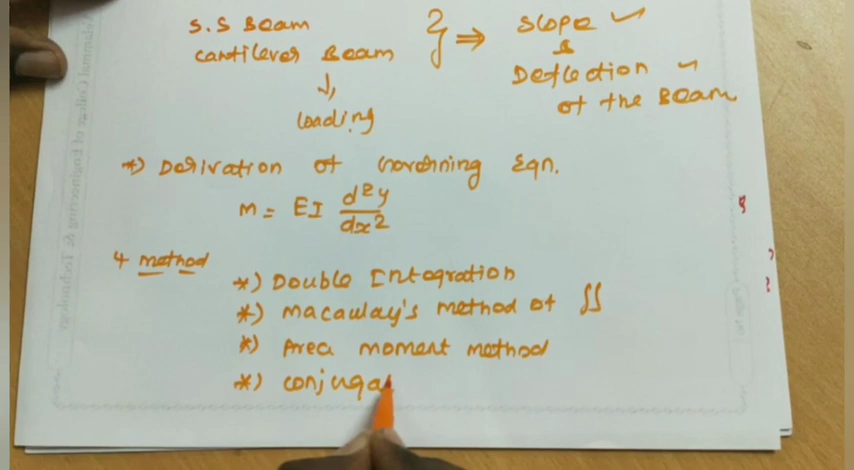 S.S Beam
cantilever Beam
} ⇒
slope ✓
&
Deflection ✓
of the Beam
↓
loading
*) Derivation of Governing Eqn.
M = EI d²y/dx²
4 method
*) Double Integration
*) Macaulay's method of ∫∫
*) Area moment method
*) conjuga